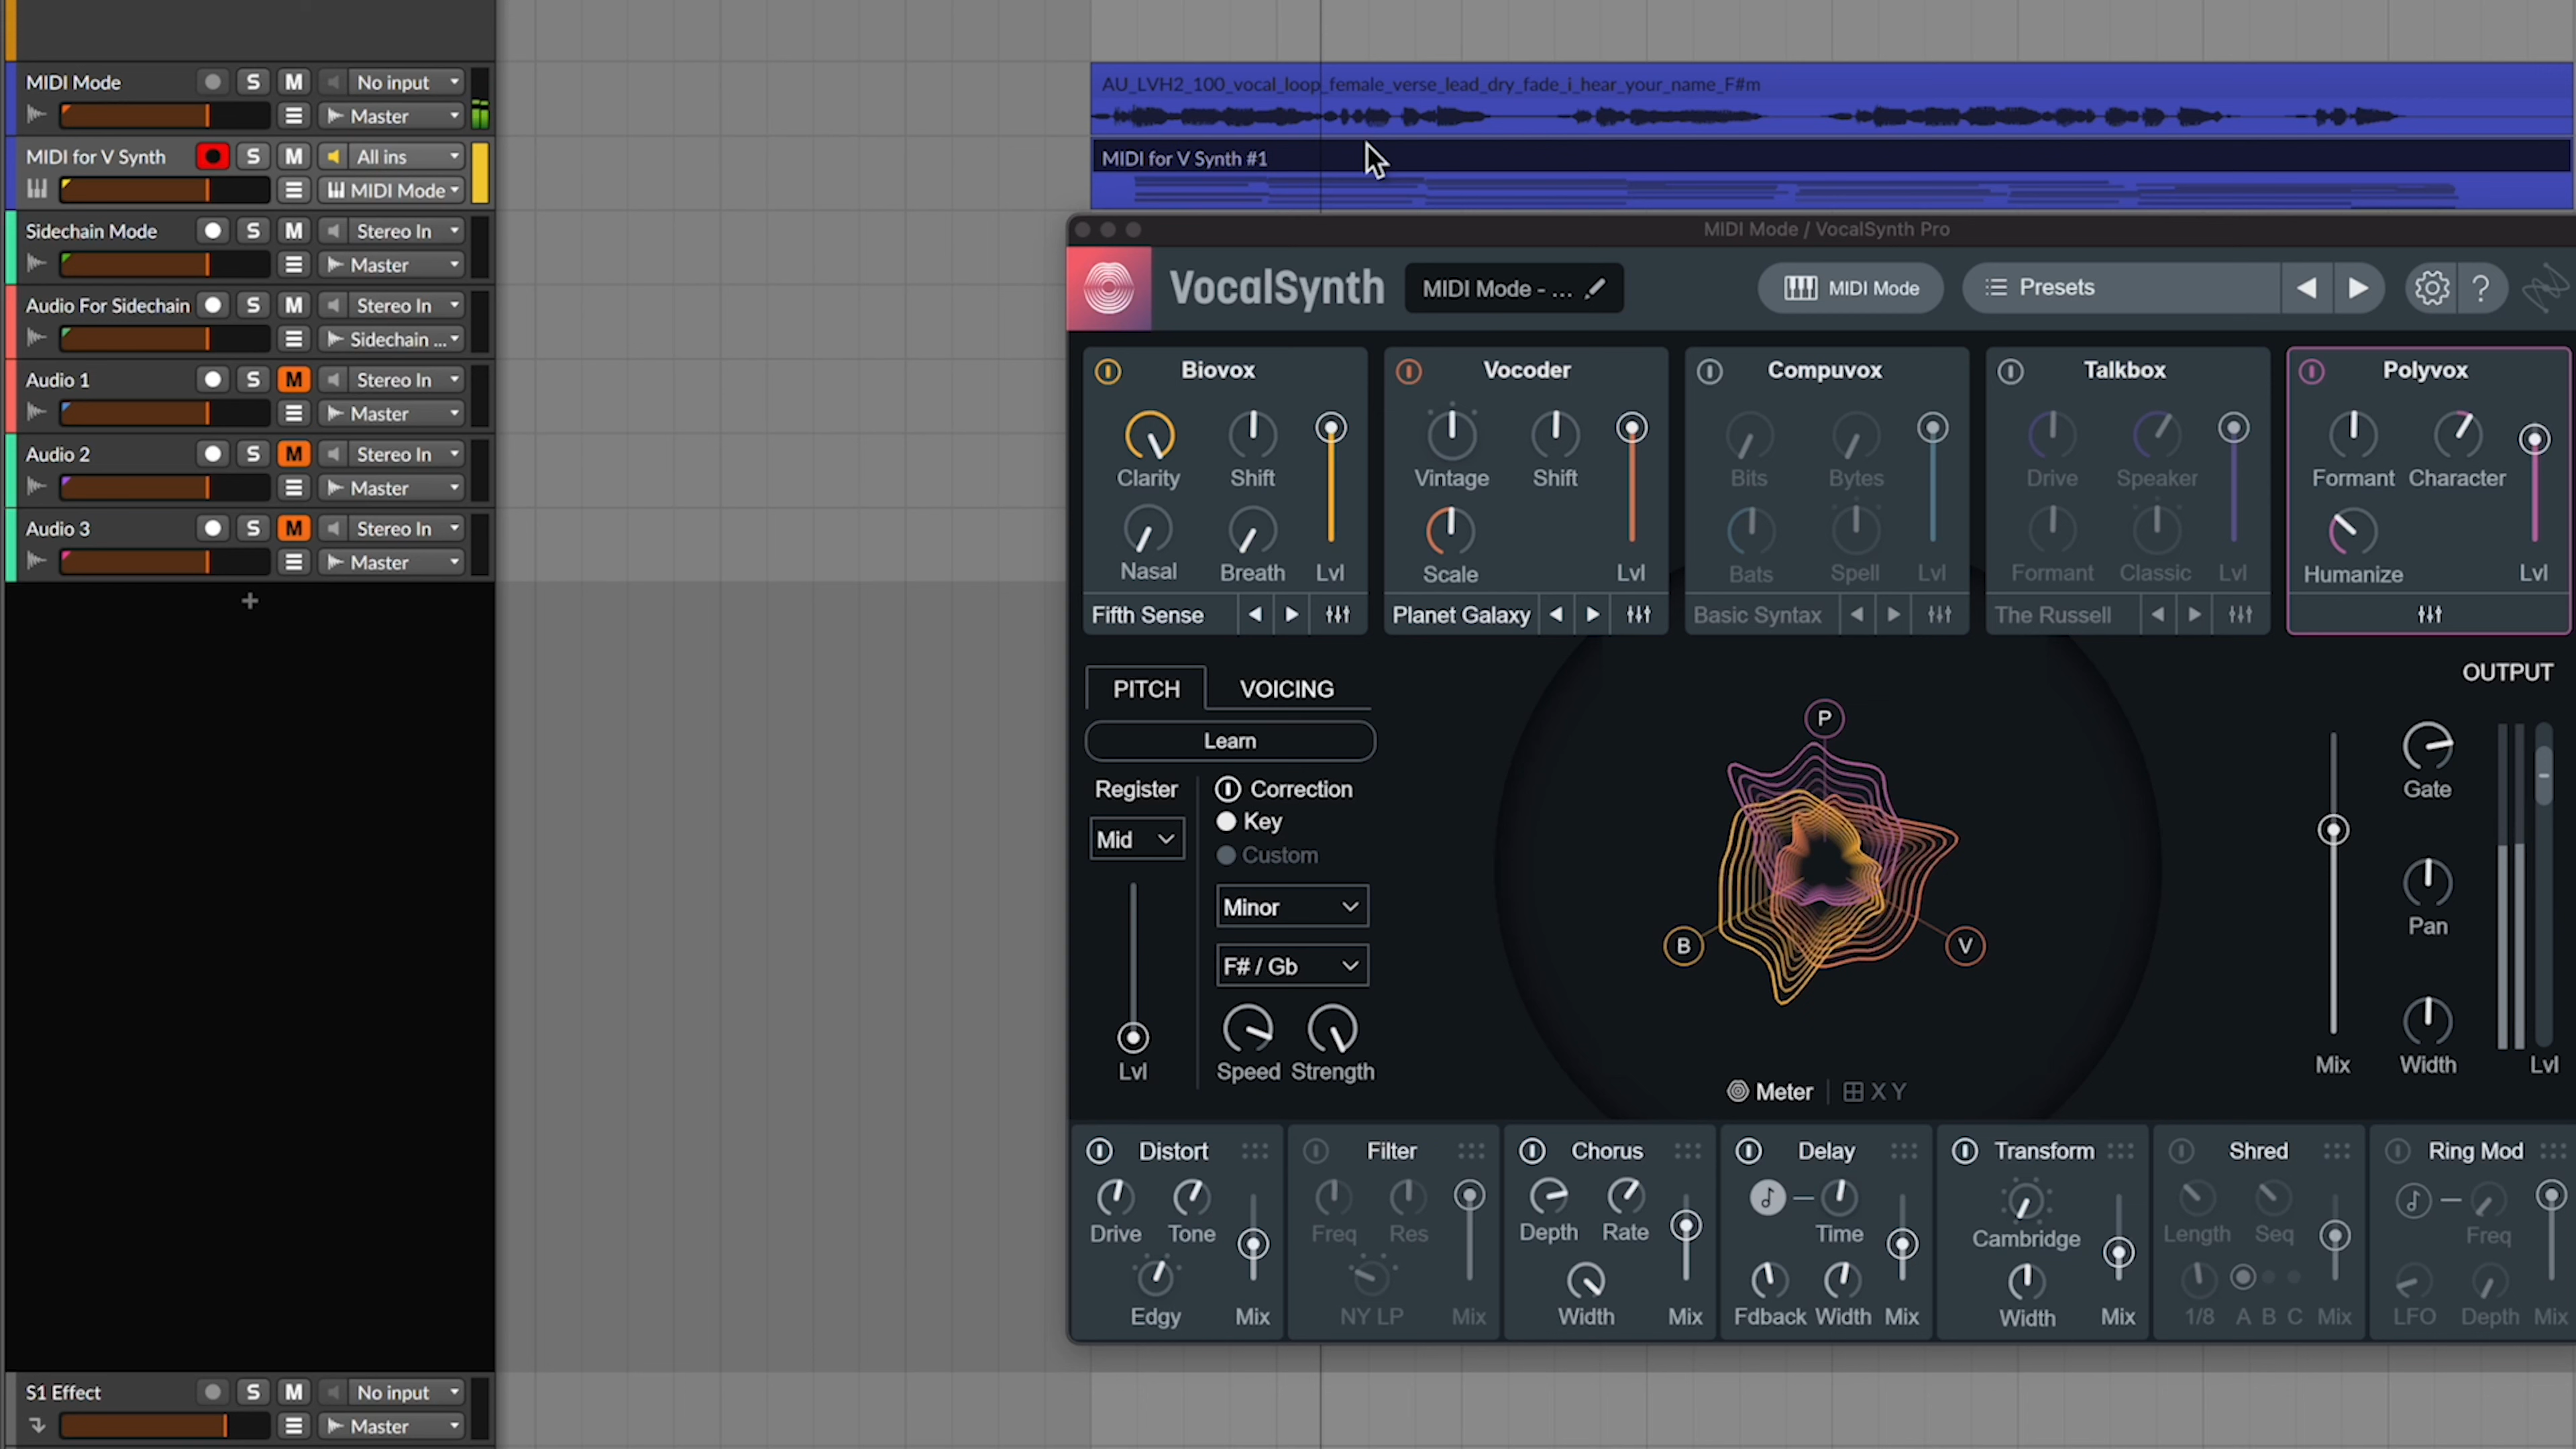 MIDI Mode S M No input
Master
MIDI for V Synth S M All ins
MIDI Mode
Sidechain Mode S M Stereo In
Master
Audio For Sidechain S M Stereo In
Sidechain ...
Audio 1 S M Stereo In
Master
Audio 2 S M Stereo In
Master
Audio 3 S M Stereo In
Master
+
S1 Effect S M No input
Master
AU_LVH2_100_vocal_loop_female_verse_lead_dry_fade_i_hear_your_name_F#m
MIDI for V Synth #1
MIDI Mode / VocalSynth Pro
VocalSynth MIDI Mode - ... MIDI Mode Presets ?
Biovox Vocoder Compuvox Talkbox Polyvox
Clarity Shift Vintage Shift Bits Bytes Drive Speaker Formant Character
Nasal Breath Lvl Scale Lvl Bats Spell Lvl Formant Classic Lvl Humanize Lvl
Fifth Sense Planet Galaxy Basic Syntax The Russell
PITCH VOICING
Learn
Register Correction
Key
Mid
Custom
Minor
F# / Gb
Lvl Speed Strength
P
B V
Meter X Y
OUTPUT
Gate
Pan
Mix Width Lvl
Distort Filter Chorus Delay Transform Shred Ring Mod
Drive Tone Freq Res Depth Rate Time Cambridge Length Seq Freq
Edgy Mix NY LP Mix Width Mix Fdback Width Mix Width Mix 1/8 A B C Mix LFO Depth Mix